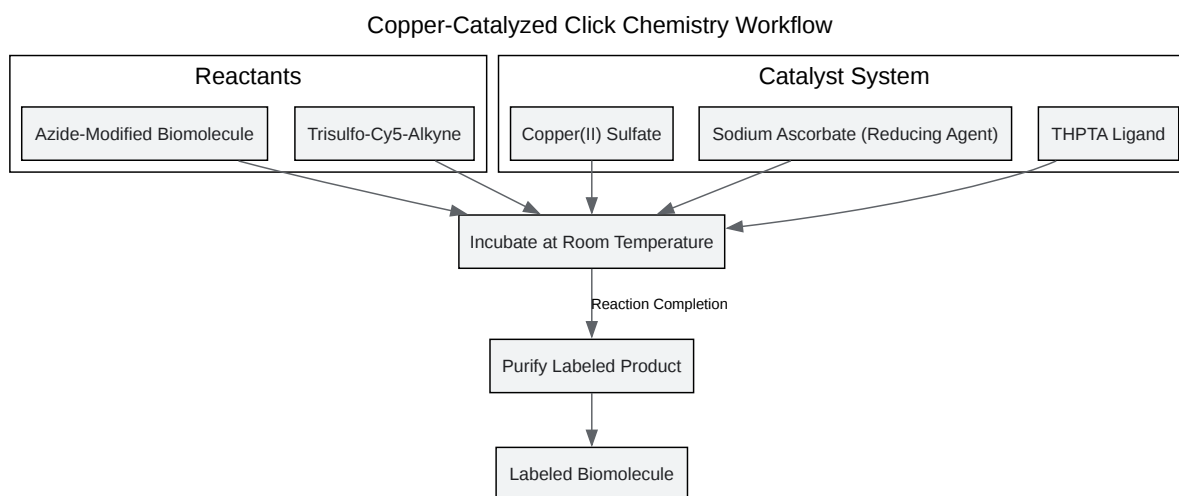 Copper-Catalyzed Click Chemistry Workflow
Reactants
Catalyst System
Azide-Modified Biomolecule
Trisulfo-Cy5-Alkyne
Copper(II) Sulfate
Sodium Ascorbate (Reducing Agent)
THPTA Ligand
Incubate at Room Temperature
Reaction Completion
Purify Labeled Product
Labeled Biomolecule